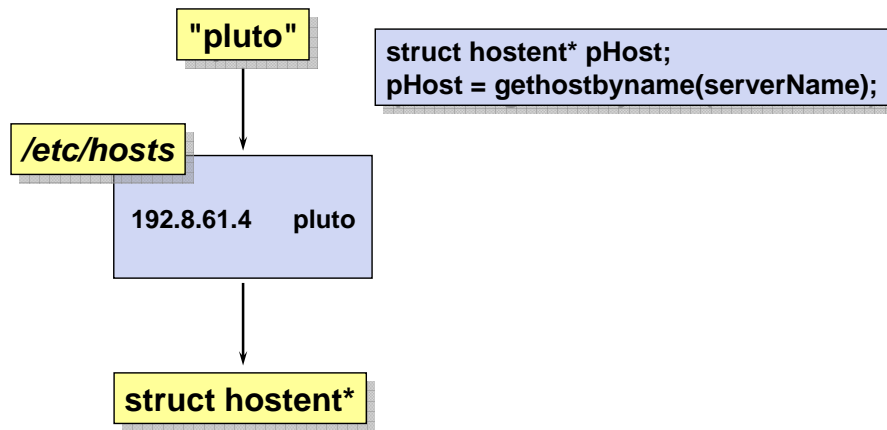 "pluto"
struct hostent* pHost;
pHost = gethostbyname(serverName);
/etc/hosts
192.8.61.4 pluto
struct hostent*